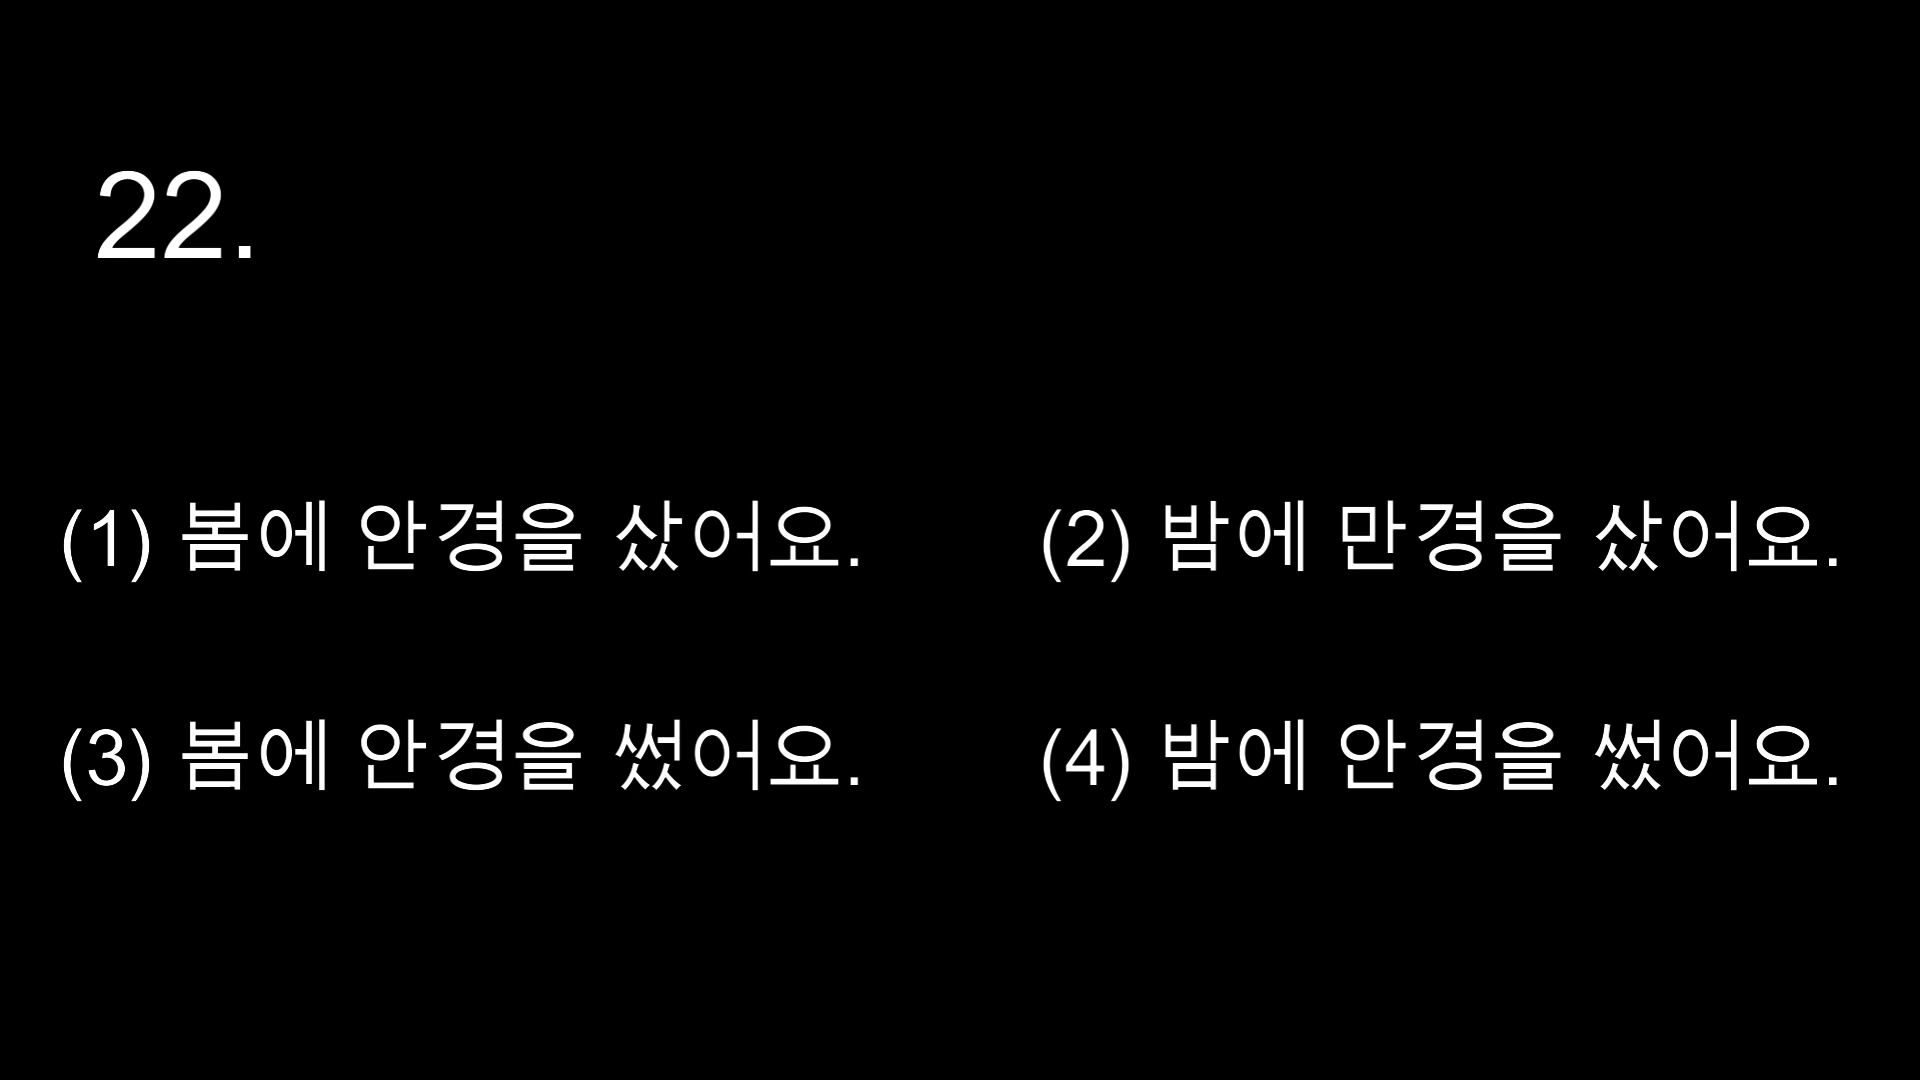 22.
(1) 봄에 안경을 샀어요. (2) 밤에 만경을 샀어요.
(3) 봄에 안경을 썼어요. (4) 밤에 안경을 썼어요.